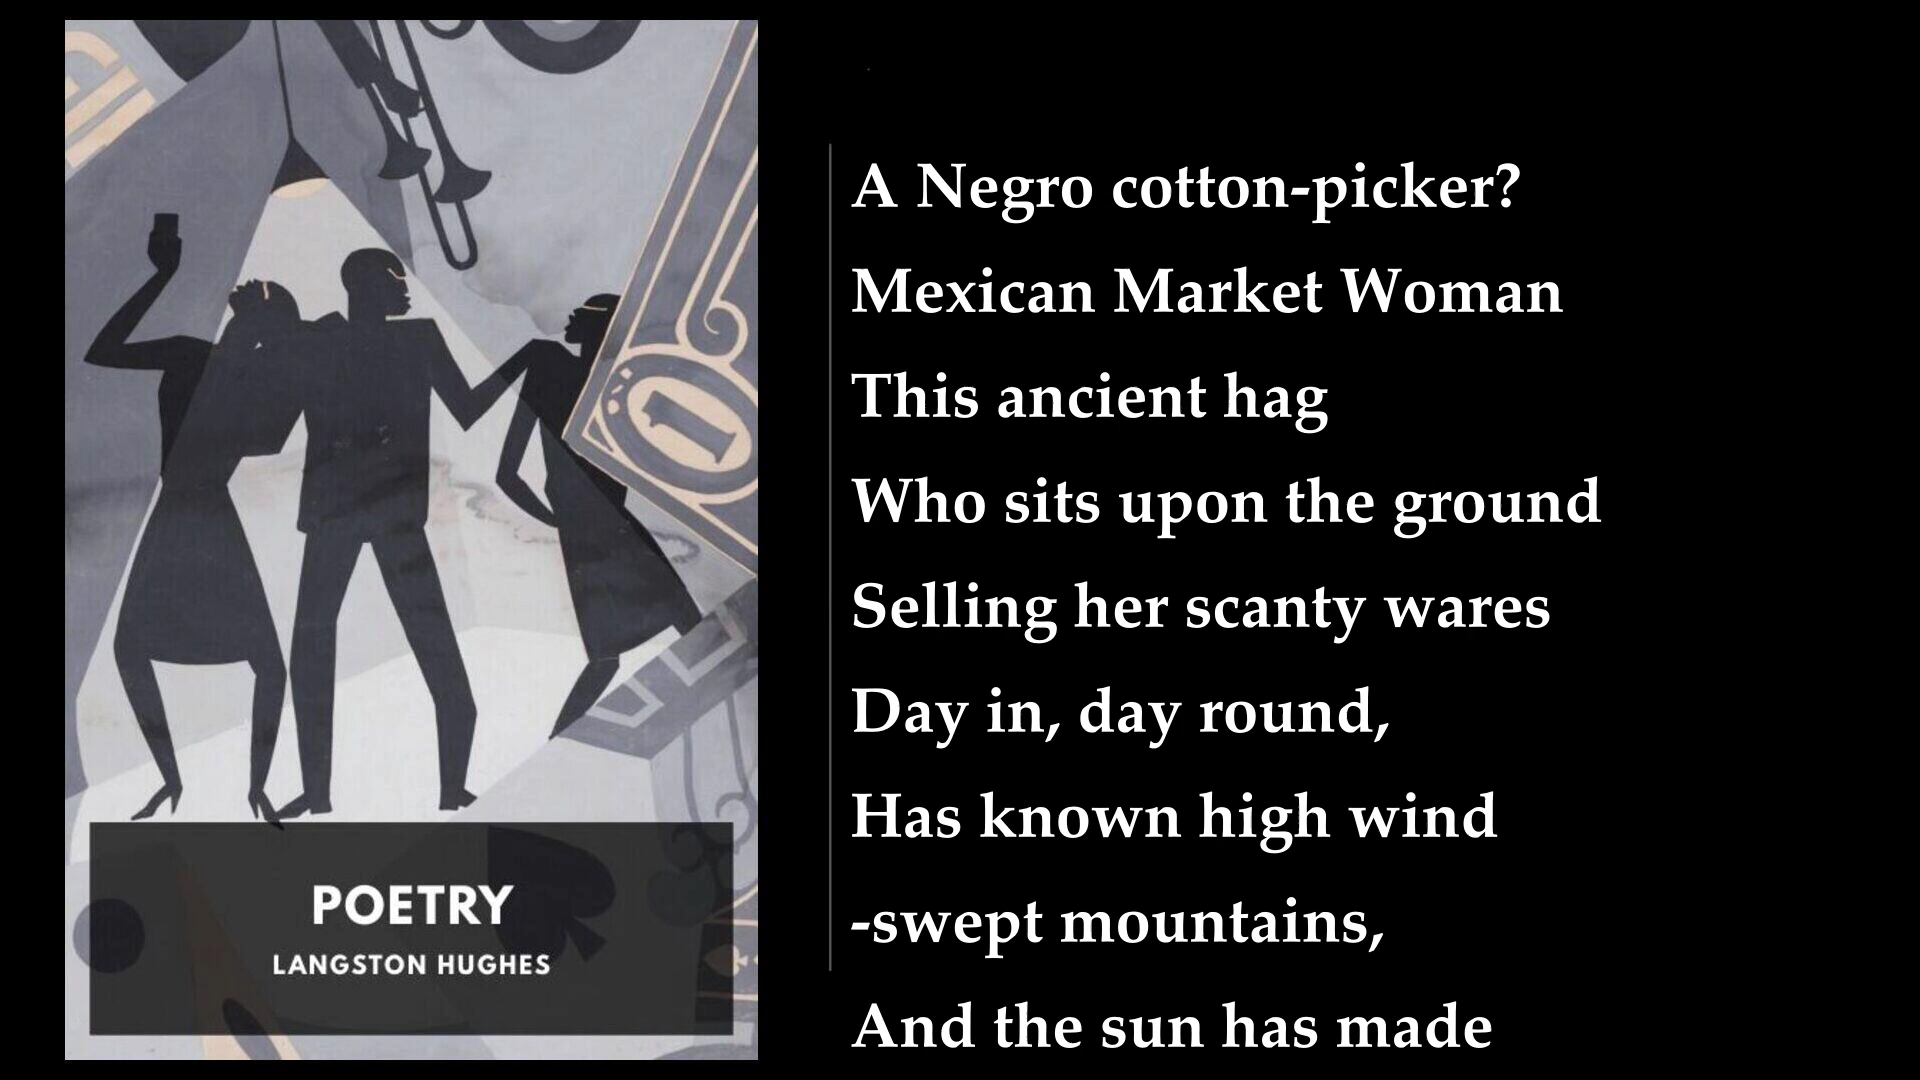 POETRY
LANGSTON HUGHES
A Negro cotton-picker?
Mexican Market Woman
This ancient hag
Who sits upon the ground
Selling her scanty wares
Day in, day round,
Has known high wind
-swept mountains,
And the sun has made